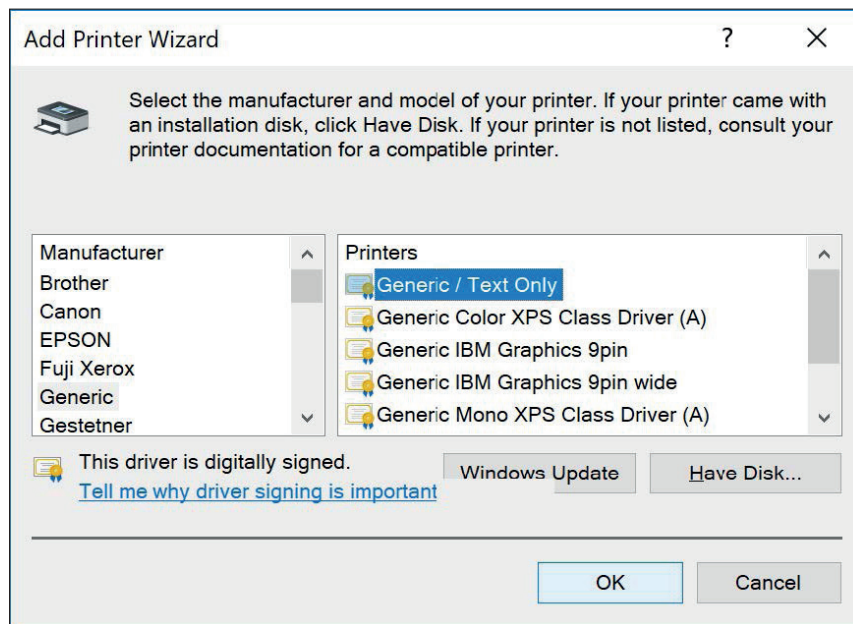 Add Printer Wizard
?
Select the manufacturer and model of your printer. If your printer came with
an installation disk, click Have Disk. If your printer is not listed, consult your
printer documentation for a compatible printer.
Manufacturer
Brother
Canon
EPSON
Fuji Xerox
Generic
Gestetner
Printers
Generic / Text Only
Generic Color XPS Class Driver (A)
Generic IBM Graphics 9pin
Generic IBM Graphics 9pin wide
Generic Mono XPS Class Driver (A)
This driver is digitally signed.
Tell me why driver signing is important
Windows Update
Have Disk...
OK
Cancel